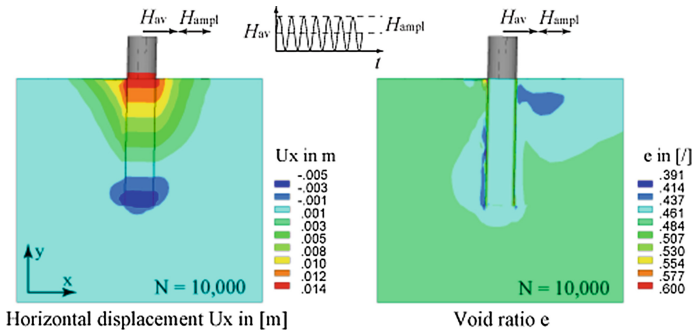 Hav Hampl
Hav
Hampl
t
Hav Hampl
Ux in m
-.005
-.003
-.001
.001
.003
.005
.008
.010
.012
.014
y
x
N = 10,000
Horizontal displacement Ux in [m]
e in [/]
.391
.414
.437
.461
.484
.507
.530
.554
.577
.600
N = 10,000
Void ratio e